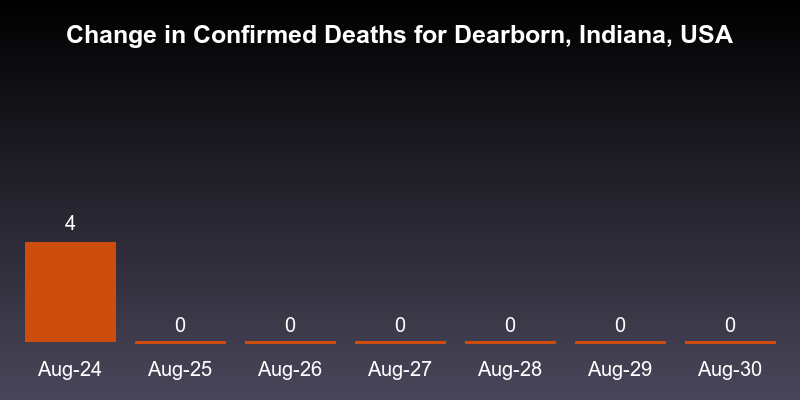 Change in Confirmed Deaths for Dearborn, Indiana, USA
4
0 0 0 0 0 0
Aug-24 Aug-25 Aug-26 Aug-27 Aug-28 Aug-29 Aug-30